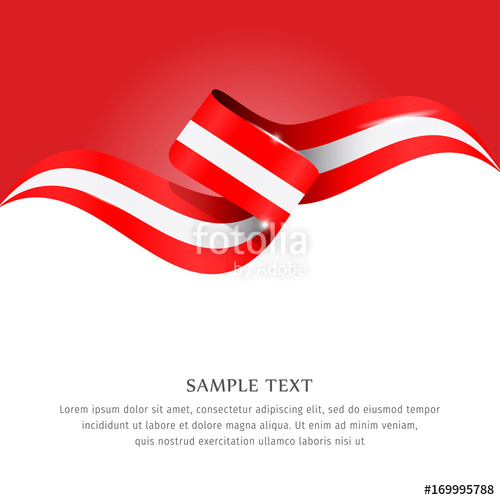 fotolia
by Adobe
SAMPLE TEXT
Lorem ipsum dolor sit amet, consectetur adipiscing elit, sed do eiusmod tempor
incididunt ut labore et dolore magna aliqua. Ut enim ad minim veniam,
quis nostrud exercitation ullamco laboris nisi ut
#169995788